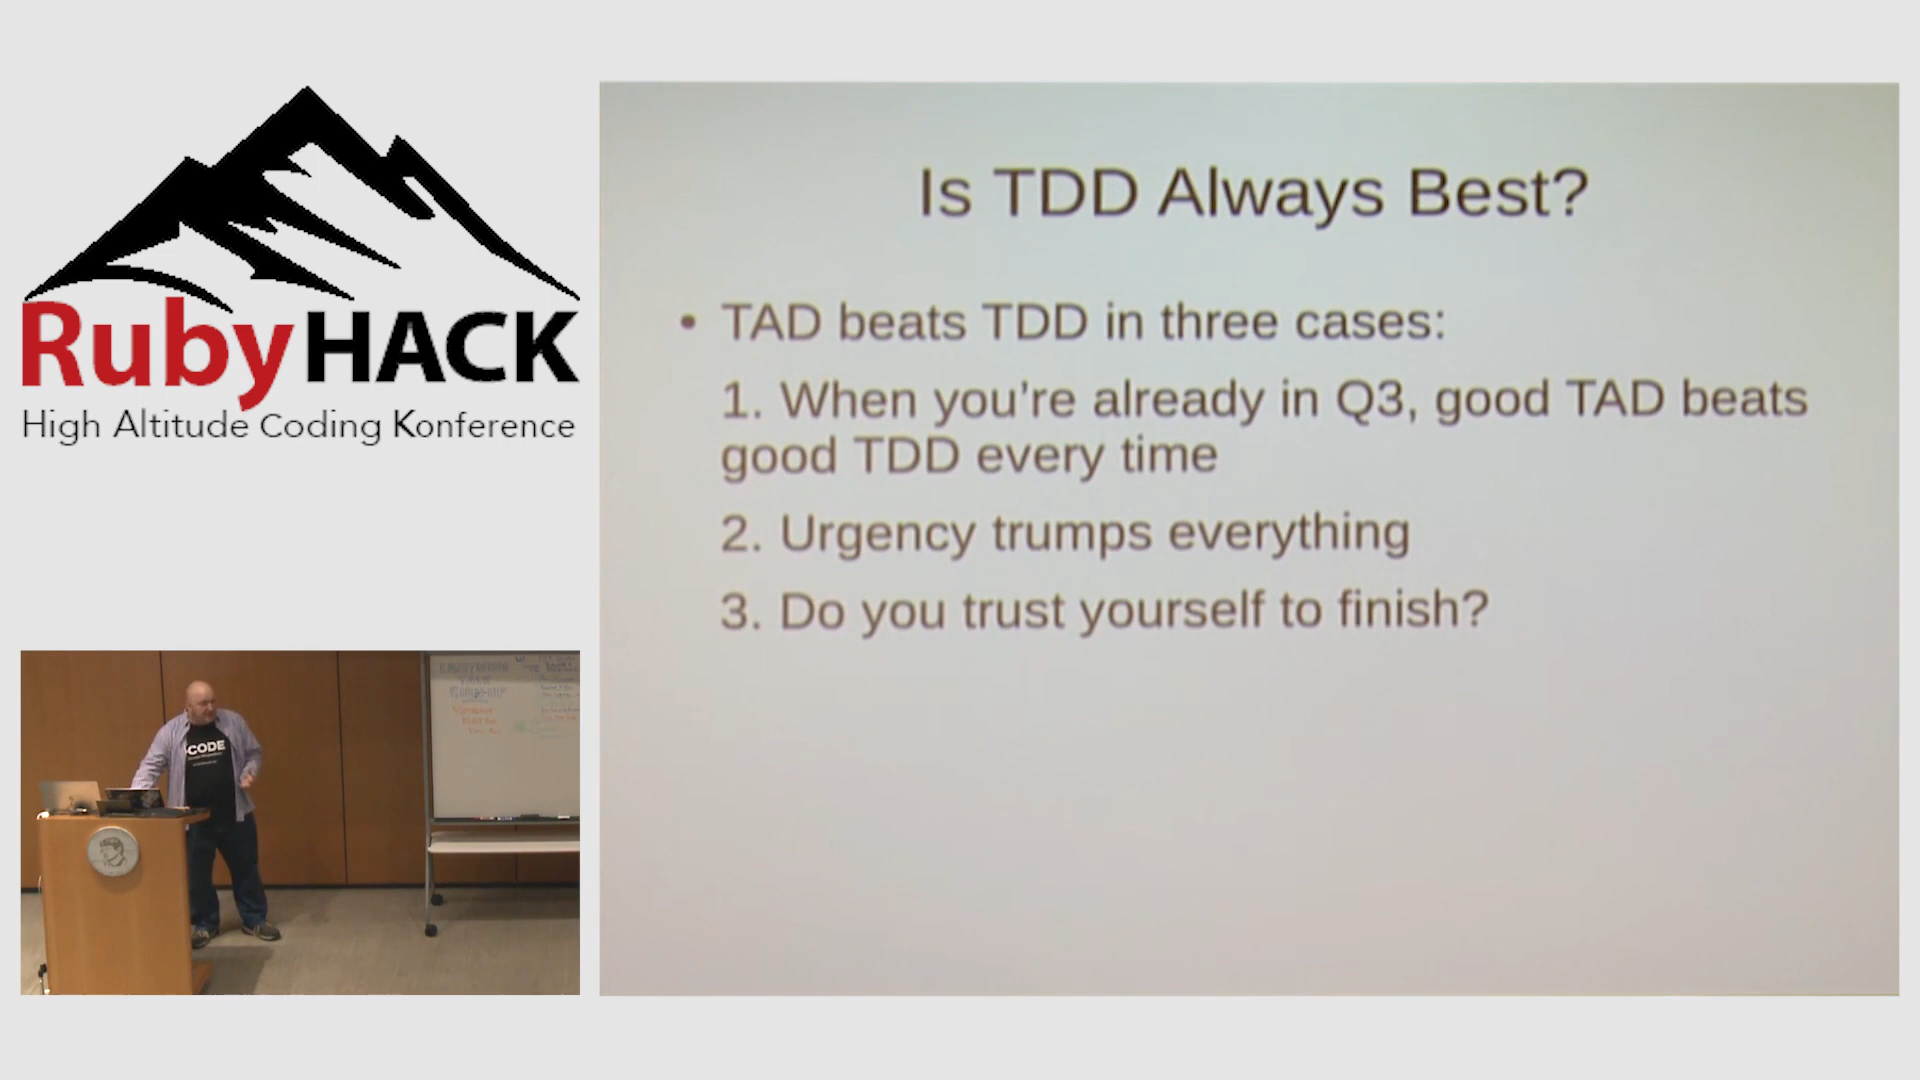 RubyHACK
High Altitude Coding Konference
Is TDD Always Best?
• TAD beats TDD in three cases:
1. When you're already in Q3, good TAD beats
good TDD every time
2. Urgency trumps everything
3. Do you trust yourself to finish?
CODE